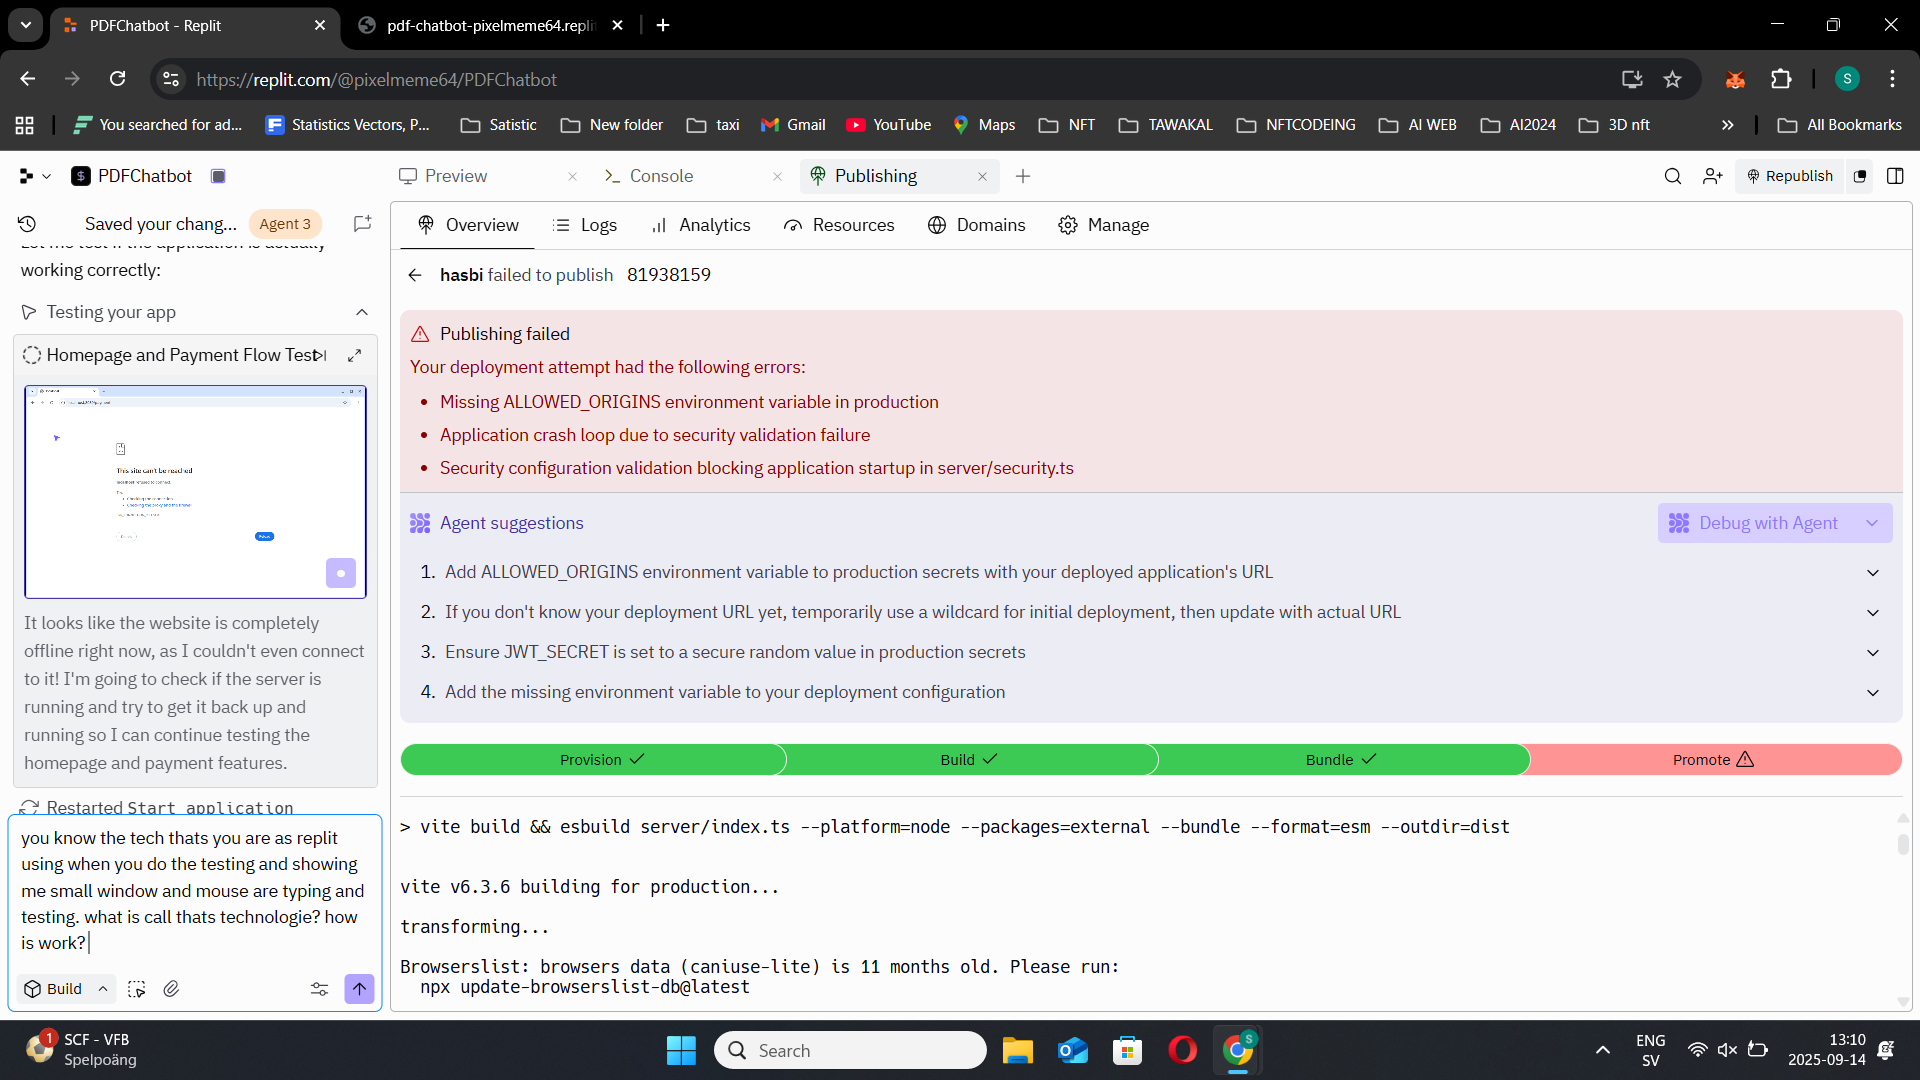 PDFChatbot - Replit
pdf-chatbot-pixelmeme64.repli
https://replit.com/@pixelmeme64/PDFChatbot
S
You searched for ad...
Statistics Vectors, P...
Satistic
New folder
taxi
Gmail
YouTube
Maps
NFT
TAWAKAL
NFTCODEING
AI WEB
AI2024
3D nft
All Bookmarks
PDFChatbot
Preview
Console
Publishing
Republish
Saved your chang...
Agent 3
Overview
Logs
Analytics
Resources
Domains
Manage
Let me test if the application is actually
working correctly:
Testing your app
Homepage and Payment Flow Test
This site can't be reached
It looks like the website is completely
offline right now, as I couldn't even connect
to it! I'm going to check if the server is
running and try to get it back up and
running so I can continue testing the
homepage and payment features.
Restarted Start application
you know the tech thats you are as replit
using when you do the testing and showing
me small window and mouse are typing and
testing. what is call thats technologie? how
is work?
Build
hasbi failed to publish 81938159
Publishing failed
Your deployment attempt had the following errors:
• Missing ALLOWED_ORIGINS environment variable in production
• Application crash loop due to security validation failure
• Security configuration validation blocking application startup in server/security.ts
Agent suggestions
Debug with Agent
1. Add ALLOWED_ORIGINS environment variable to production secrets with your deployed application's URL
2. If you don't know your deployment URL yet, temporarily use a wildcard for initial deployment, then update with actual URL
3. Ensure JWT_SECRET is set to a secure random value in production secrets
4. Add the missing environment variable to your deployment configuration
Provision
Build
Bundle
Promote
> vite build && esbuild server/index.ts --platform=node --packages=external --bundle --format=esm --outdir=dist
vite v6.3.6 building for production...
transforming...
Browserslist: browsers data (caniuse-lite) is 11 months old. Please run:
npx update-browserslist-db@latest
1
SCF - VFB
Spelpoäng
Search
S
ENG
SV
13:10
2025-09-14